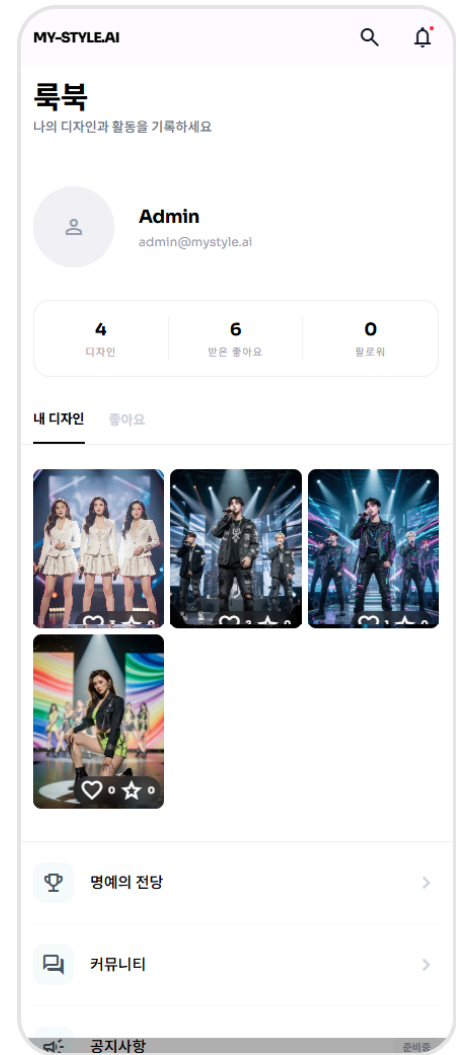 MY-STYLE.AI
룩북
나의 디자인과 활동을 기록하세요
Admin
admin@mystyle.ai
4
디자인
6
받은 좋아요
0
팔로워
내 디자인
좋아요
0 0
명예의 전당
커뮤니티
공지사항
준비중